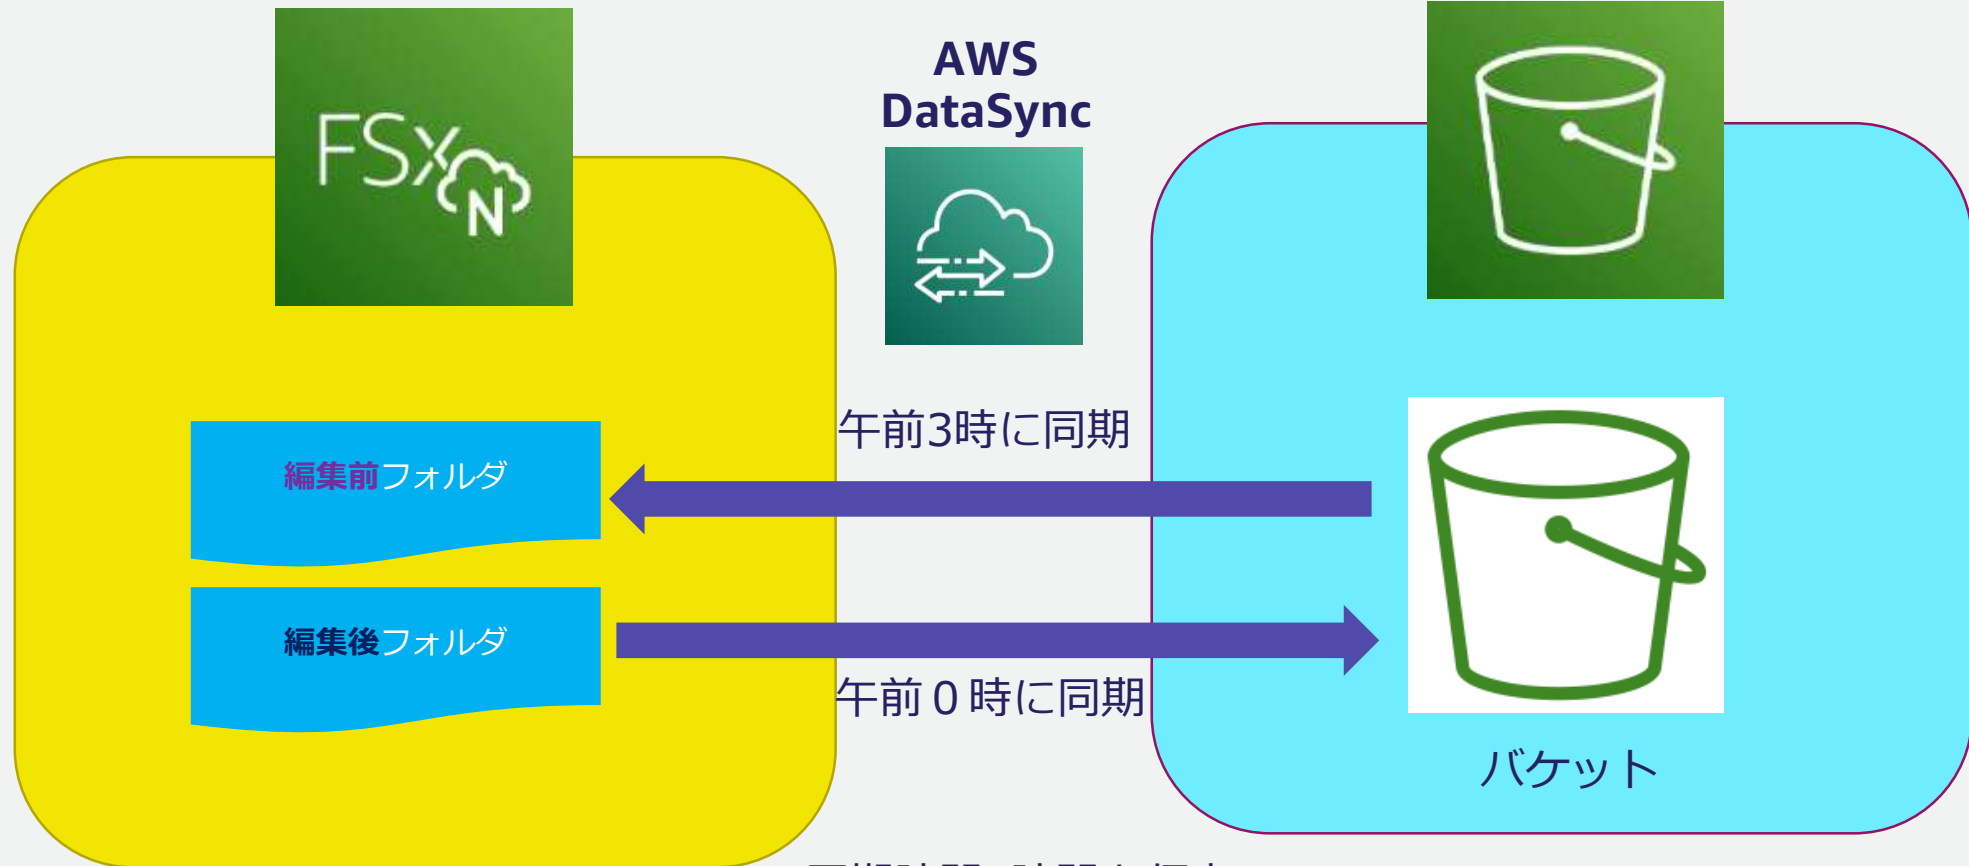 FSx
N
AWS
DataSync
午前3時に同期
編集前フォルダ
編集後フォルダ
午前０時に同期
バケット